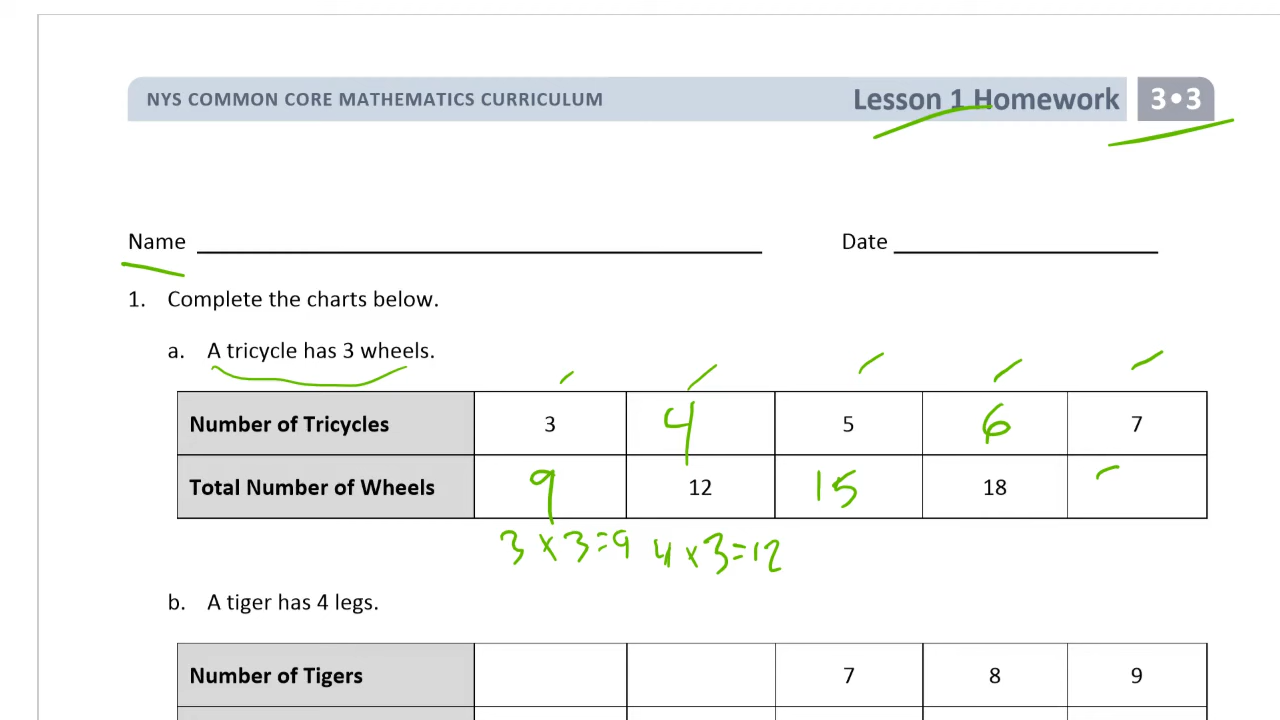 NYS COMMON CORE MATHEMATICS CURRICULUM Lesson 1 Homework 3•3
Name Date
1. Complete the charts below.
a. A tricycle has 3 wheels.
Number of Tricycles 3 4 5 6 7
Total Number of Wheels 9 12 15 18
3 x 3 = 9 4 x 3 = 12
b. A tiger has 4 legs.
Number of Tigers 7 8 9